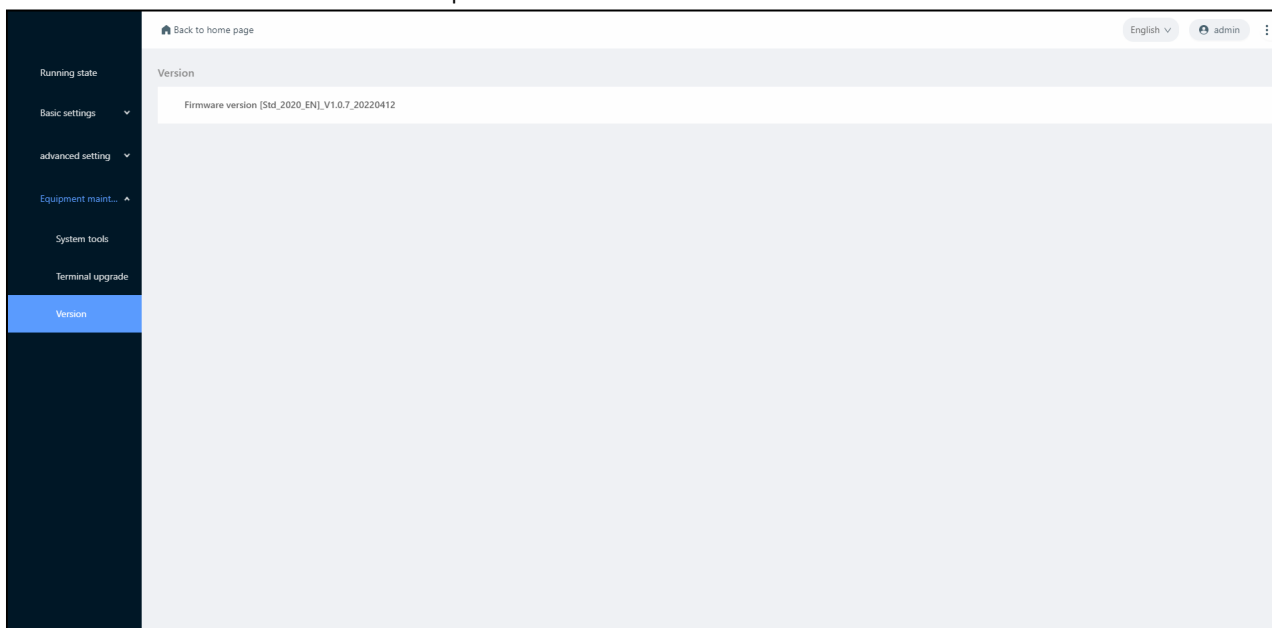 Back to home page
English
admin
Running state
Basic settings
advanced setting
Equipment maint...
System tools
Terminal upgrade
Version
Version
Firmware version [Std_2020_EN]_V1.0.7_20220412